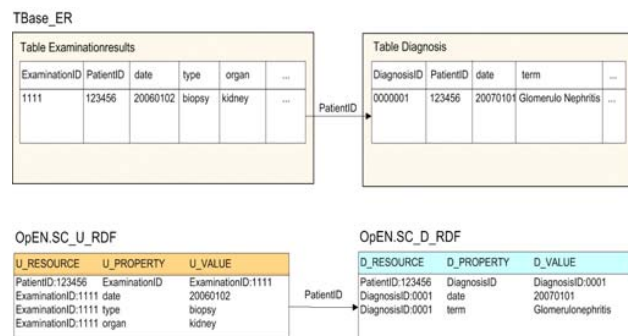 TBase_ER
Table Examinationresults
ExaminationID PatientID date type organ ...
1111 123456 20060102 biopsy kidney ...
PatientID
Table Diagnosis
DiagnosisID PatientID date term ...
0000001 123456 20070101 Glomerulo Nephritis ...
OpEN.SC_U_RDF
U_RESOURCE U_PROPERTY U_VALUE
PatientID:123456 ExaminationID ExaminationID:1111
ExaminationID:1111 date 20060102
ExaminationID:1111 type biopsy
ExaminationID:1111 organ kidney
PatientID
OpEN.SC_D_RDF
D_RESOURCE D_PROPERTY D_VALUE
PatientID:123456 DiagnosisID DiagnosisID:0001
DiagnosisID:0001 date 20070101
DiagnosisID:0001 term Glomerulonephritis